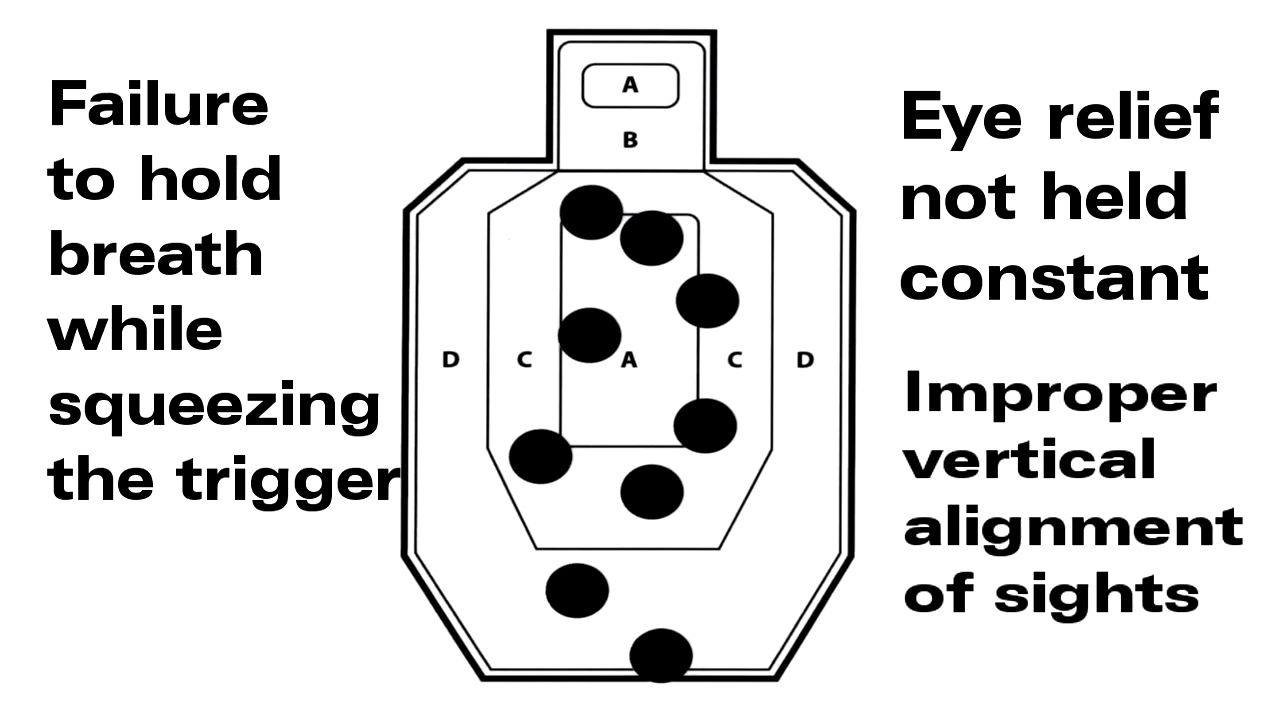 Failure
to hold
breath
while
squeezing
the trigger
A
B
D
C
A
C
D
Eye relief
not held
constant
Improper
vertical
alignment
of sights